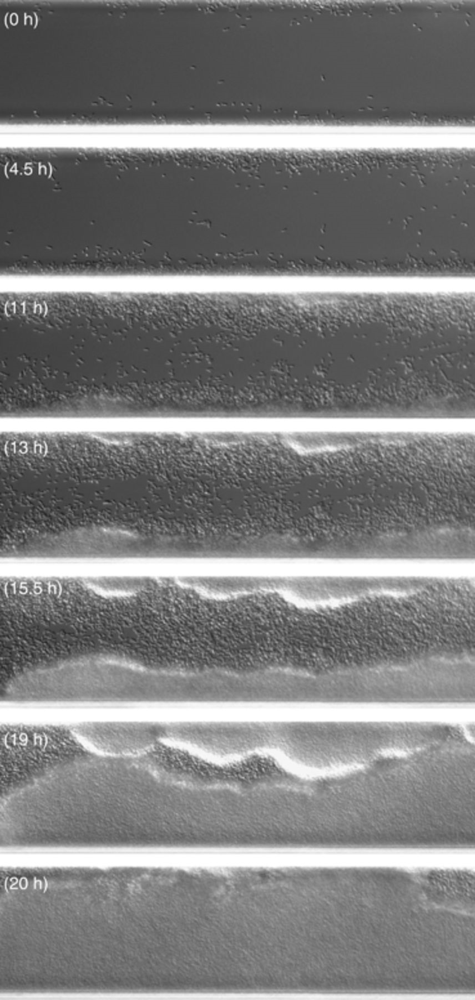 (0 h)
(4.5 h)
(11 h)
(13 h)
(15.5 h)
(19 h)
(20 h)